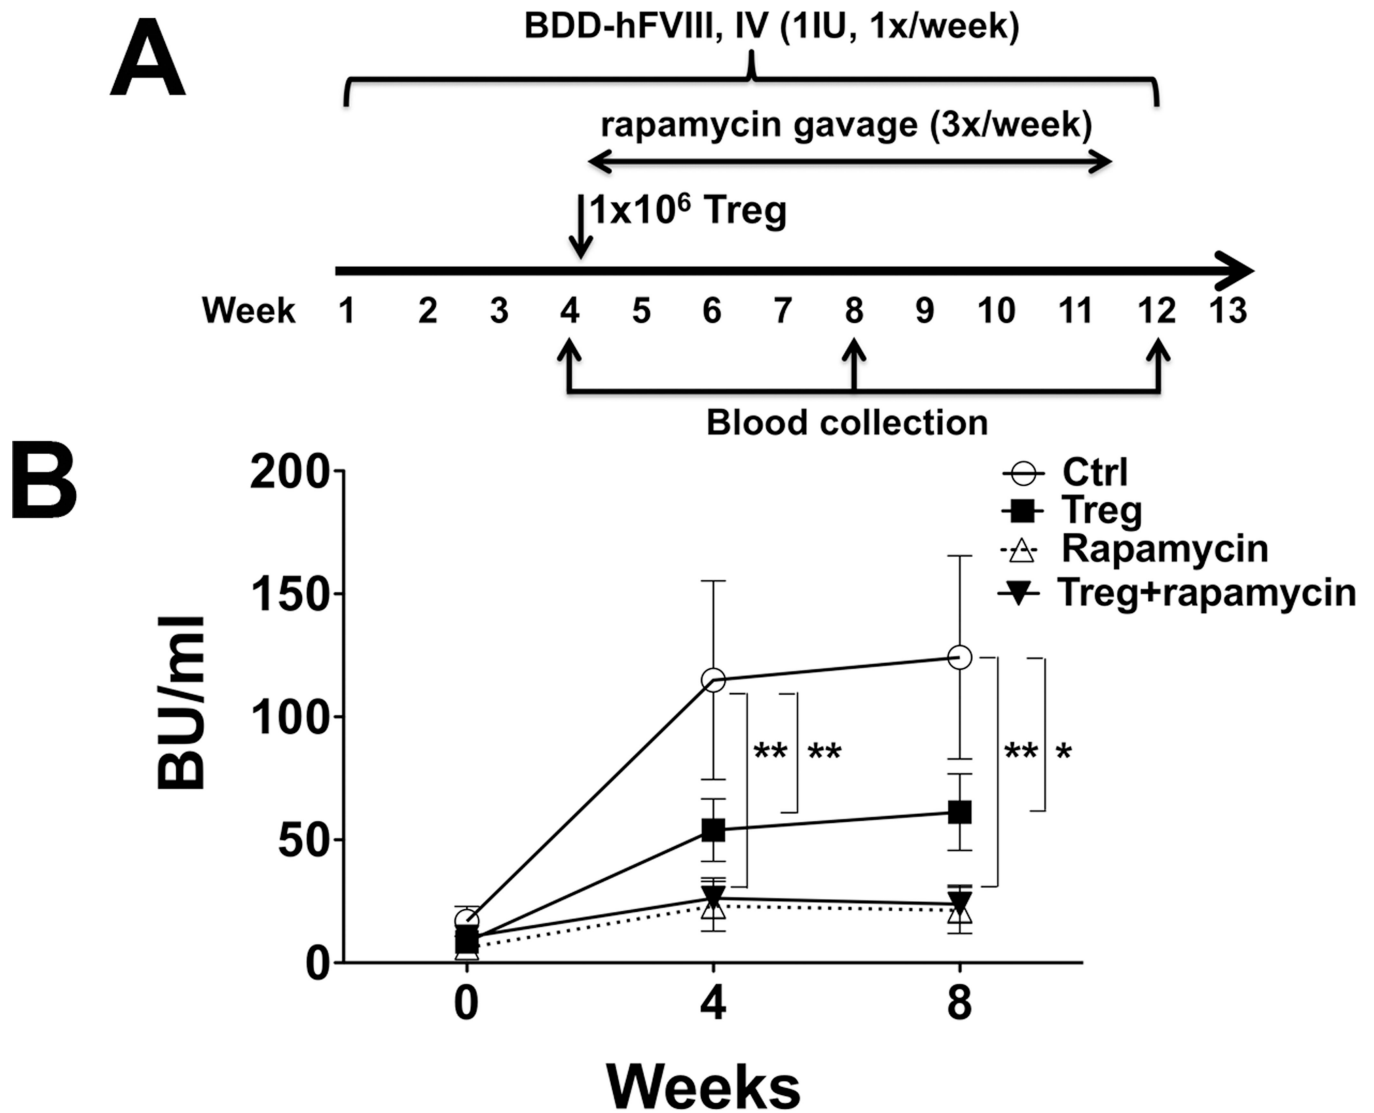 A
BDD-hFVIII, IV (1IU, 1x/week)
rapamycin gavage (3x/week)
1x10⁶ Treg
Week 1 2 3 4 5 6 7 8 9 10 11 12 13
Blood collection
B
Ctrl
Treg
Rapamycin
Treg+rapamycin
BU/ml
200
150
100
50
0
** ** ** *
0 4 8
Weeks